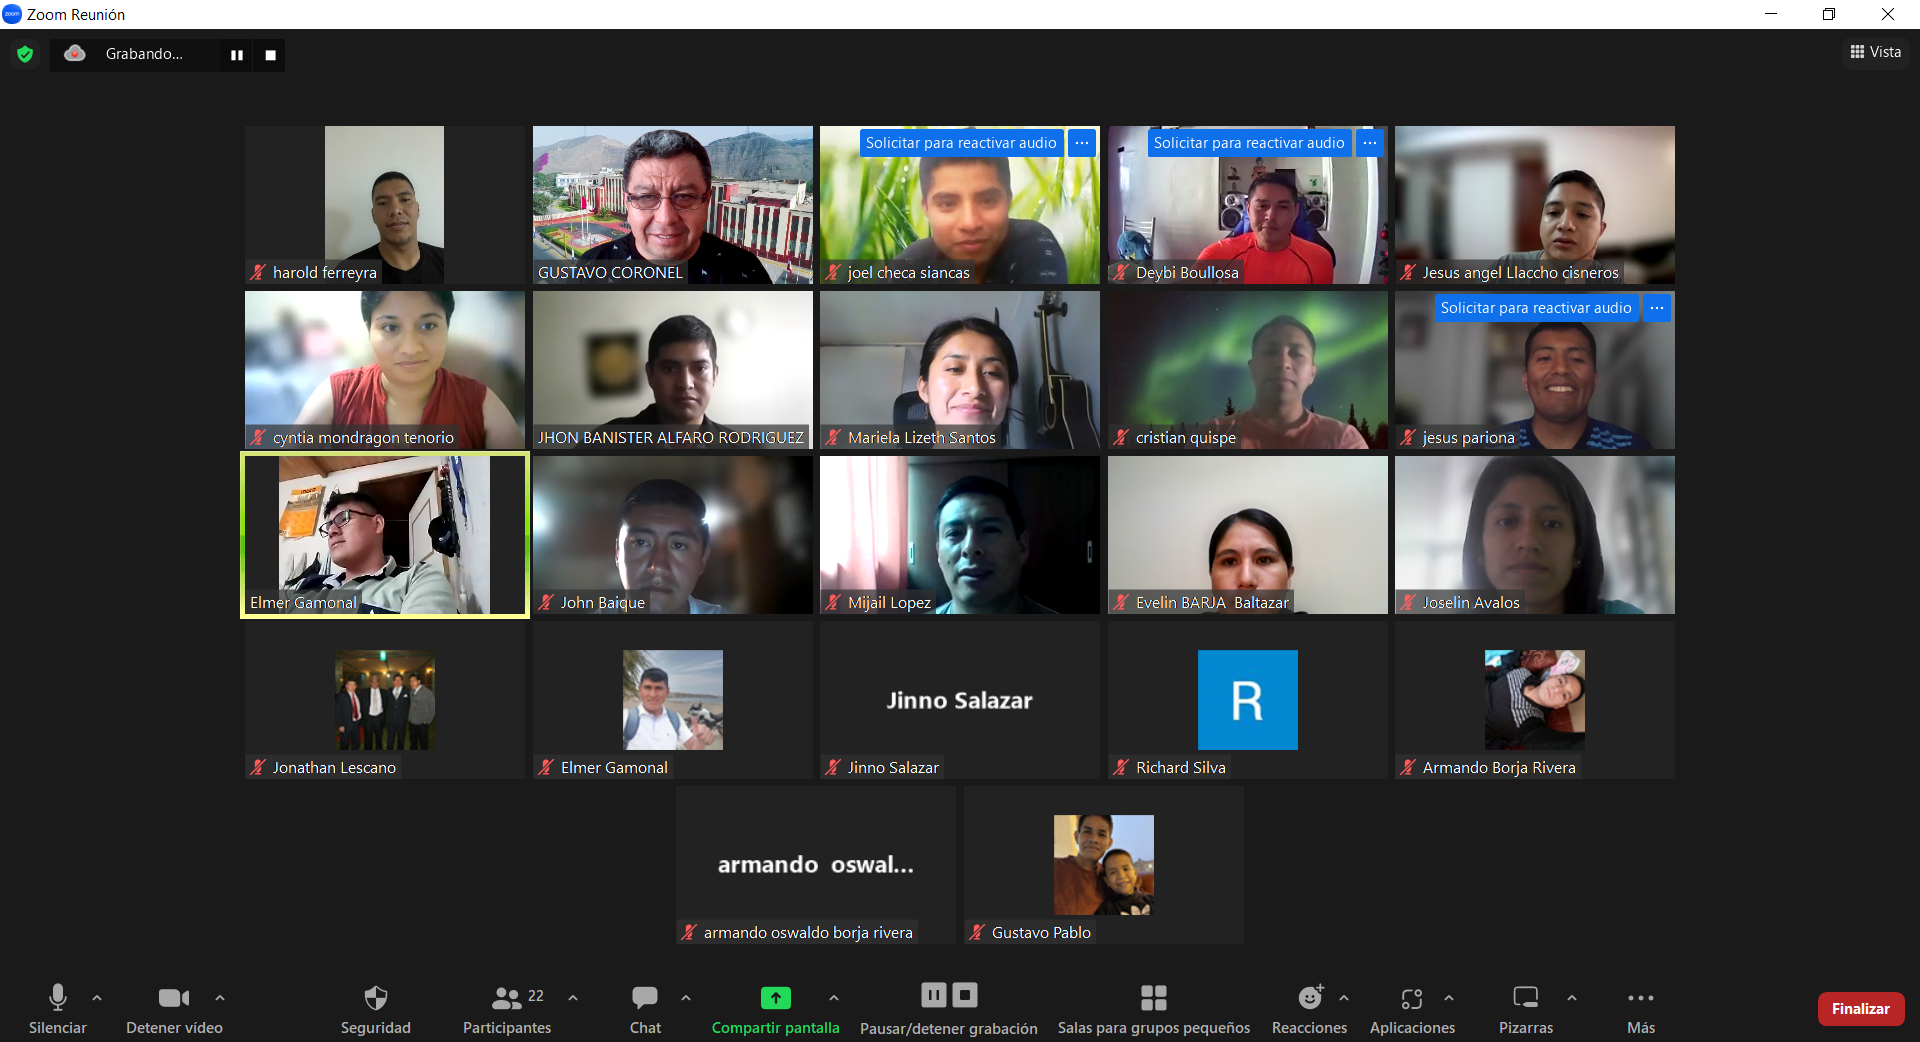 zoom Zoom Reunión
Grabando...
Vista
harold ferreyra
GUSTAVO CORONEL
Solicitar para reactivar audio ...
joel checa siancas
Solicitar para reactivar audio ...
Deybi Boullosa
Jesus angel Llaccho cisneros
cyntia mondragon tenorio
JHON BANISTER ALFARO RODRIGUEZ
Mariela Lizeth Santos
cristian quispe
Solicitar para reactivar audio ...
jesus pariona
Elmer Gamonal
John Baique
Mijail Lopez
Evelin BARJA Baltazar
Joselin Avalos
Jonathan Lescano
Elmer Gamonal
Jinno Salazar
Jinno Salazar
R
Richard Silva
Armando Borja Rivera
armando oswal...
armando oswaldo borja rivera
Gustavo Pablo
Silenciar
Detener vídeo
Seguridad
22
Participantes
Chat
Compartir pantalla
Pausar/detener grabación
Salas para grupos pequeños
Reacciones
Aplicaciones
Pizarras
Más
Finalizar